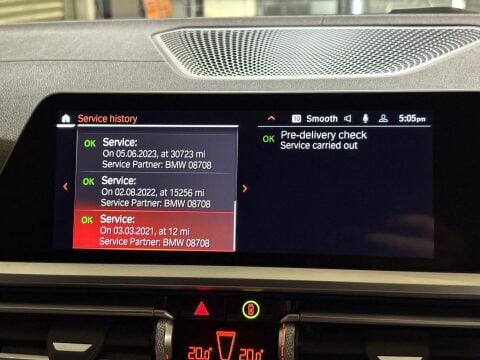 Service history
Smooth
5:05pm
OK
Service:
On 05.06.2023, at 30723 mi
Service Partner: BMW 08708
OK
Service:
On 02.08.2022, at 15256 mi
Service Partner: BMW 08708
OK
Service:
On 03.03.2021, at 12 mi
Service Partner: BMW 08708
OK
Pre-delivery check
Service carried out
20.0°
20.0°